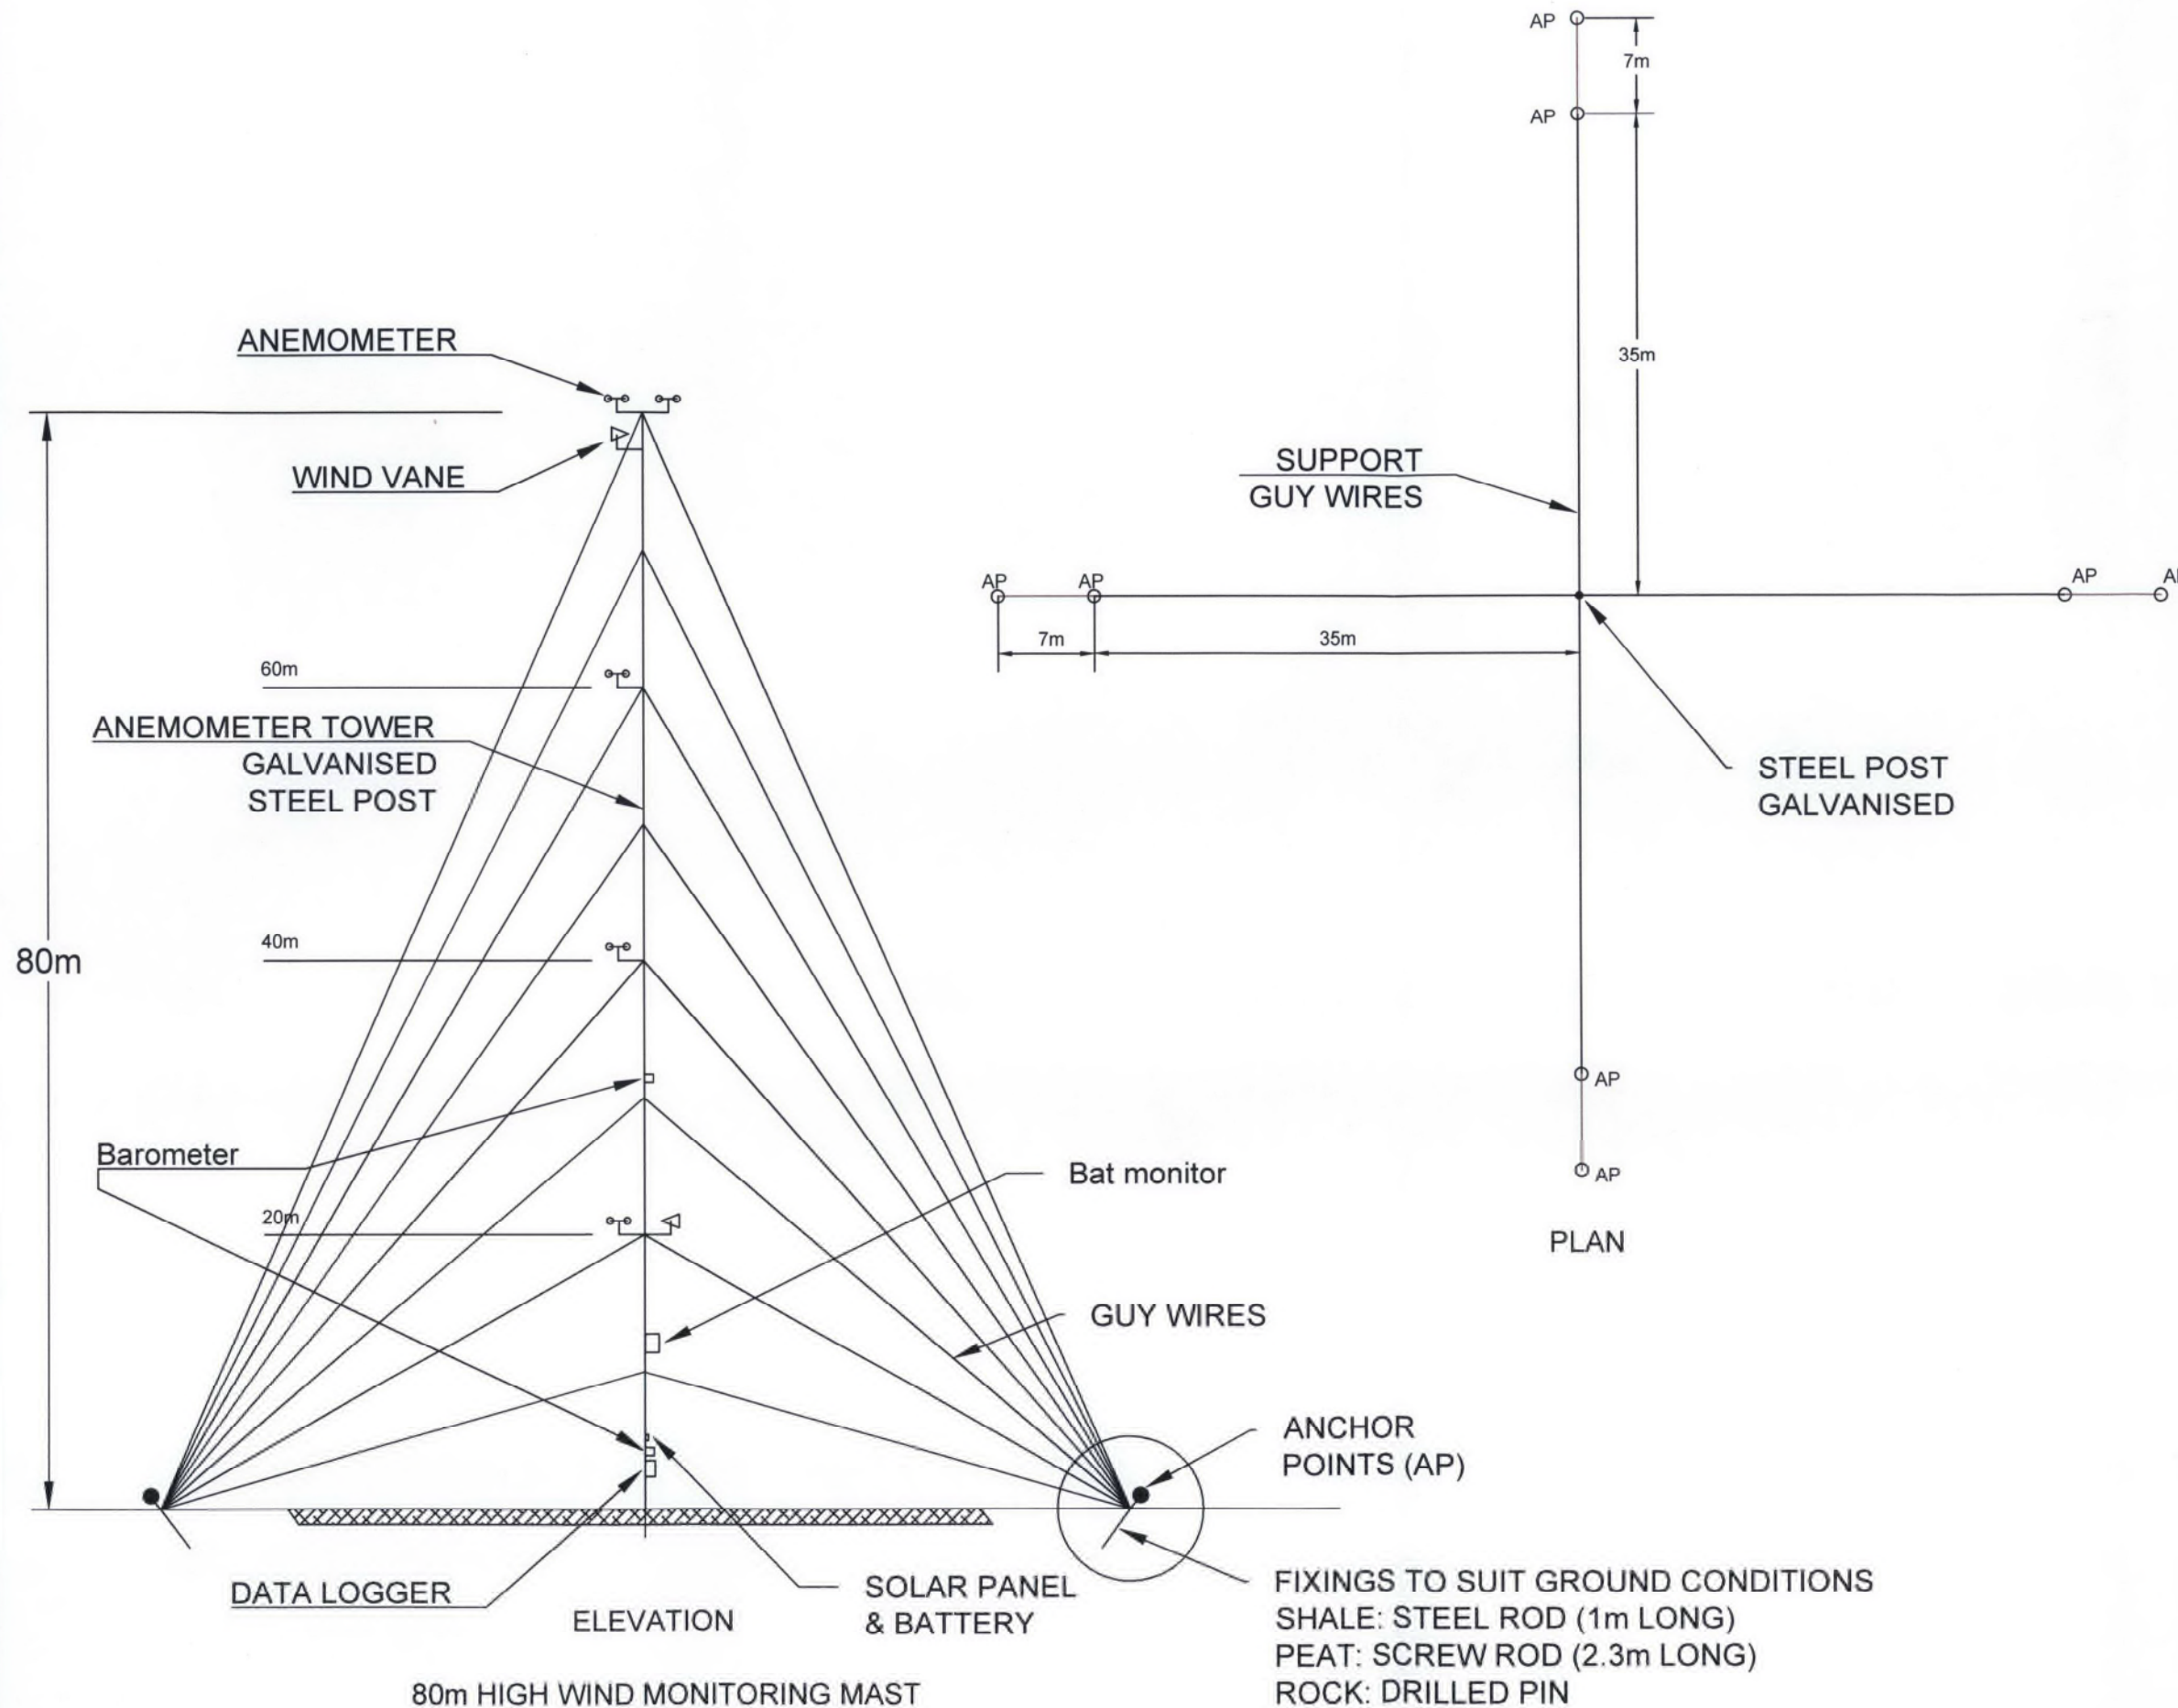 AP
7m
AP
35m
ANEMOMETER
WIND VANE
SUPPORT
GUY WIRES
AP
AP
AP
7m
35m
60m
ANEMOMETER TOWER
GALVANISED
STEEL POST
STEEL POST
GALVANISED
40m
80m
AP
Barometer
Bat monitor
AP
20m
PLAN
GUY WIRES
ANCHOR
POINTS (AP)
DATA LOGGER
ELEVATION
SOLAR PANEL
& BATTERY
FIXINGS TO SUIT GROUND CONDITIONS
SHALE: STEEL ROD (1m LONG)
PEAT: SCREW ROD (2.3m LONG)
ROCK: DRILLED PIN
80m HIGH WIND MONITORING MAST